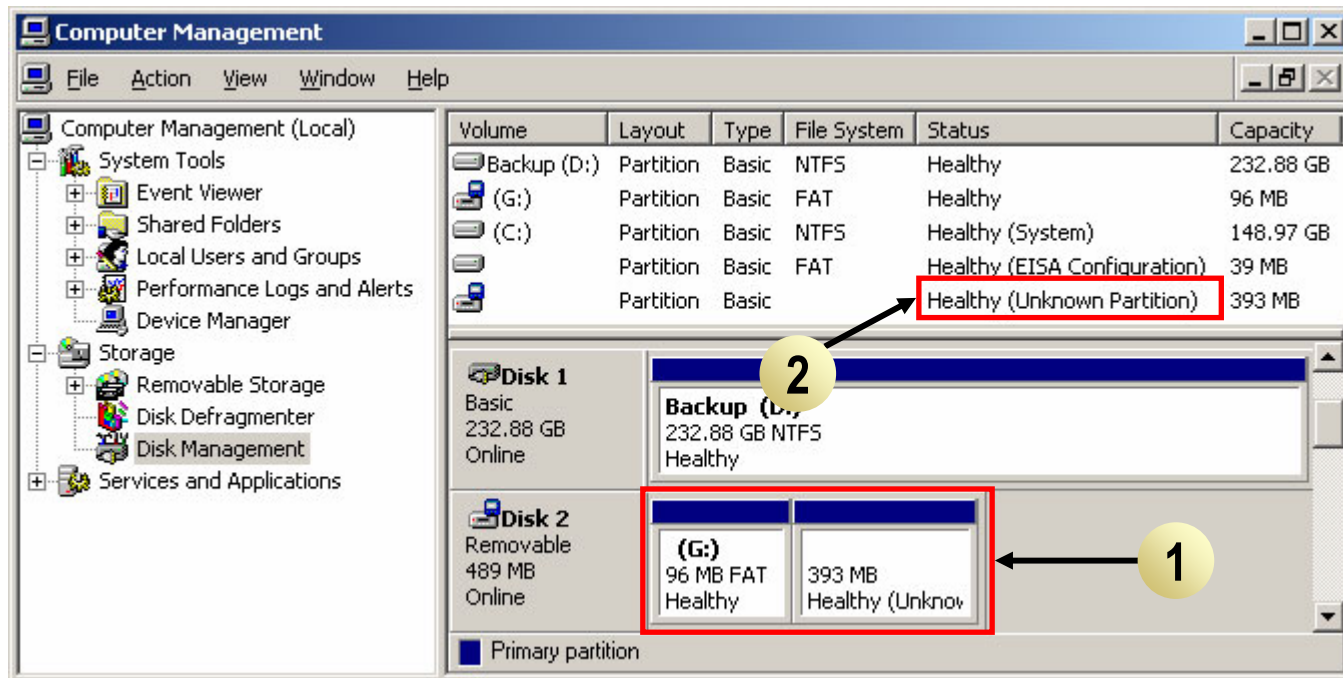 Computer Management
File Action View Window Help
Computer Management (Local)
System Tools
Event Viewer
Shared Folders
Local Users and Groups
Performance Logs and Alerts
Device Manager
Storage
Removable Storage
Disk Defragmenter
Disk Management
Services and Applications
Volume Layout Type File System Status Capacity
Backup (D:) Partition Basic NTFS Healthy 232.88 GB
(G:) Partition Basic FAT Healthy 96 MB
(C:) Partition Basic NTFS Healthy (System) 148.97 GB
Partition Basic FAT Healthy (EISA Configuration) 39 MB
Partition Basic Healthy (Unknown Partition) 393 MB
2
Disk 1
Basic
232.88 GB
Online
Backup (D:)
232.88 GB NTFS
Healthy
Disk 2
Removable
489 MB
Online
(G:)
96 MB FAT
Healthy
393 MB
Healthy (Unknov
1
Primary partition